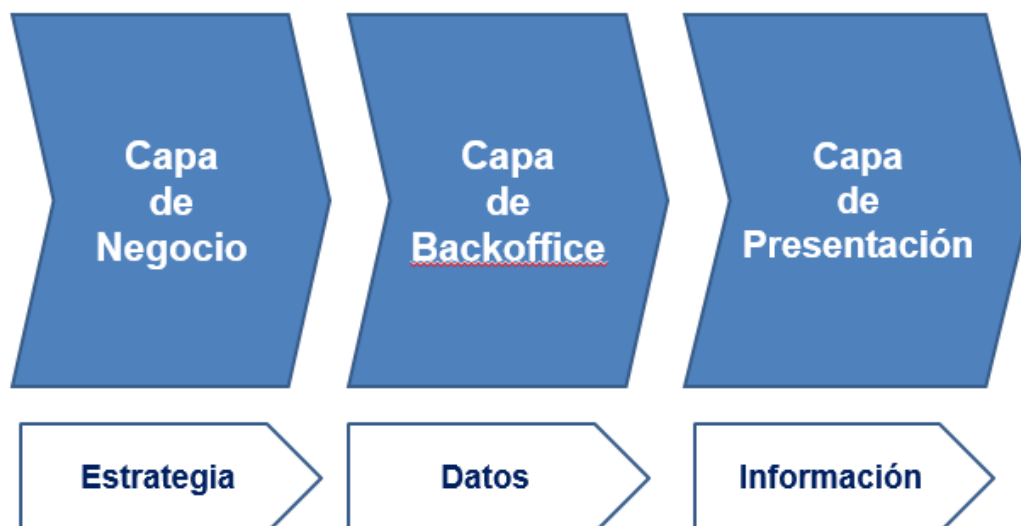 Capa
de
Negocio
Capa
de
Backoffice
Capa
de
Presentación
Estrategia
Datos
Información